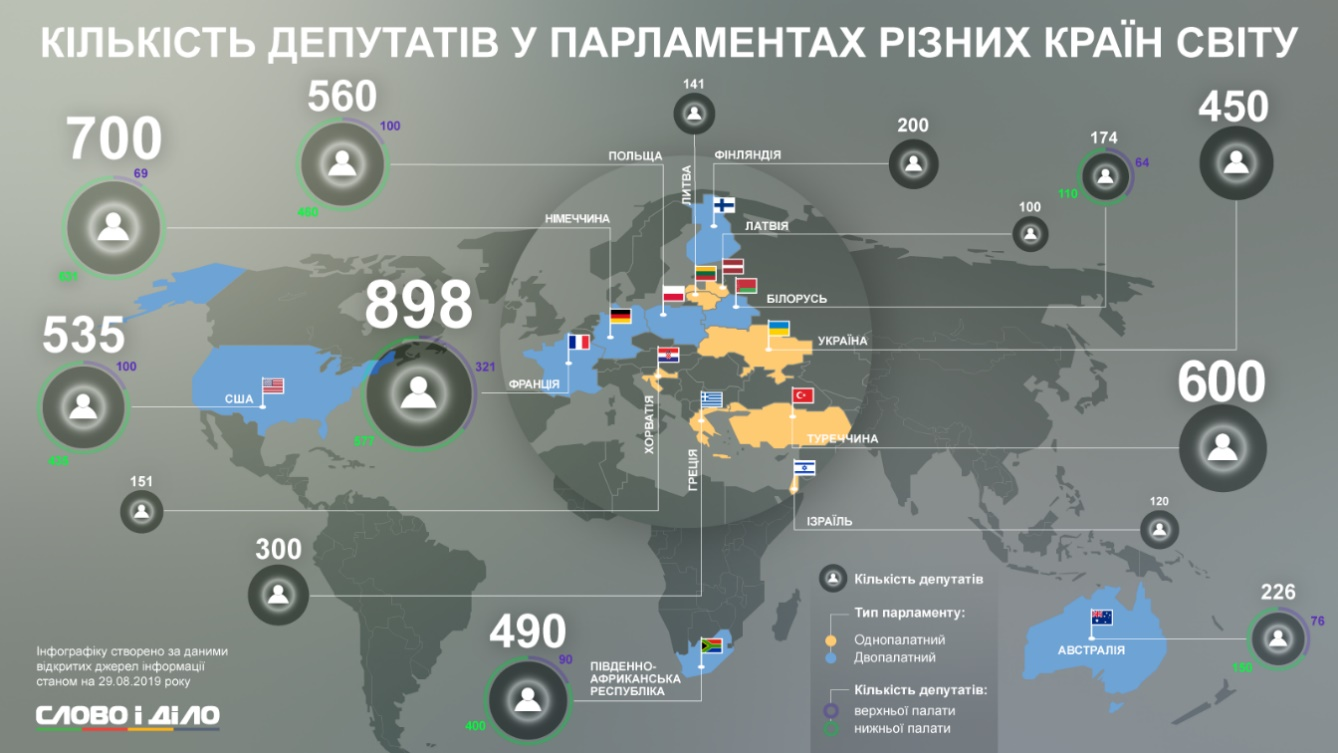 КІЛЬКІСТЬ ДЕПУТАТІВ У ПАРЛАМЕНТАХ РІЗНИХ КРАЇН СВІТУ
141
560
100
460
700
69
631
200
174
64
110
450
100
ПОЛЬЩА
ЛИТВА
ФІНЛЯНДІЯ
НІМЕЧЧИНА
ЛАТВІЯ
БІЛОРУСЬ
УКРАЇНА
898
321
577
ФРАНЦІЯ
535
100
435
США
600
ТУРЕЧЧИНА
ХОРВАТІЯ
ГРЕЦІЯ
151
120
ІЗРАЇЛЬ
300
490
90
400
ПІВДЕННО-
АФРИКАНСЬКА
РЕСПУБЛІКА
226
76
150
АВСТРАЛІЯ
Кількість депутатів
Тип парламенту:
Однопалатний
Двопалатний
Кількість депутатів:
верхньої палати
нижньої палати
Інфографіку створено за даними
відкритих джерел інформації
станом на 29.08.2019 року
СЛОВО і ДІЛО